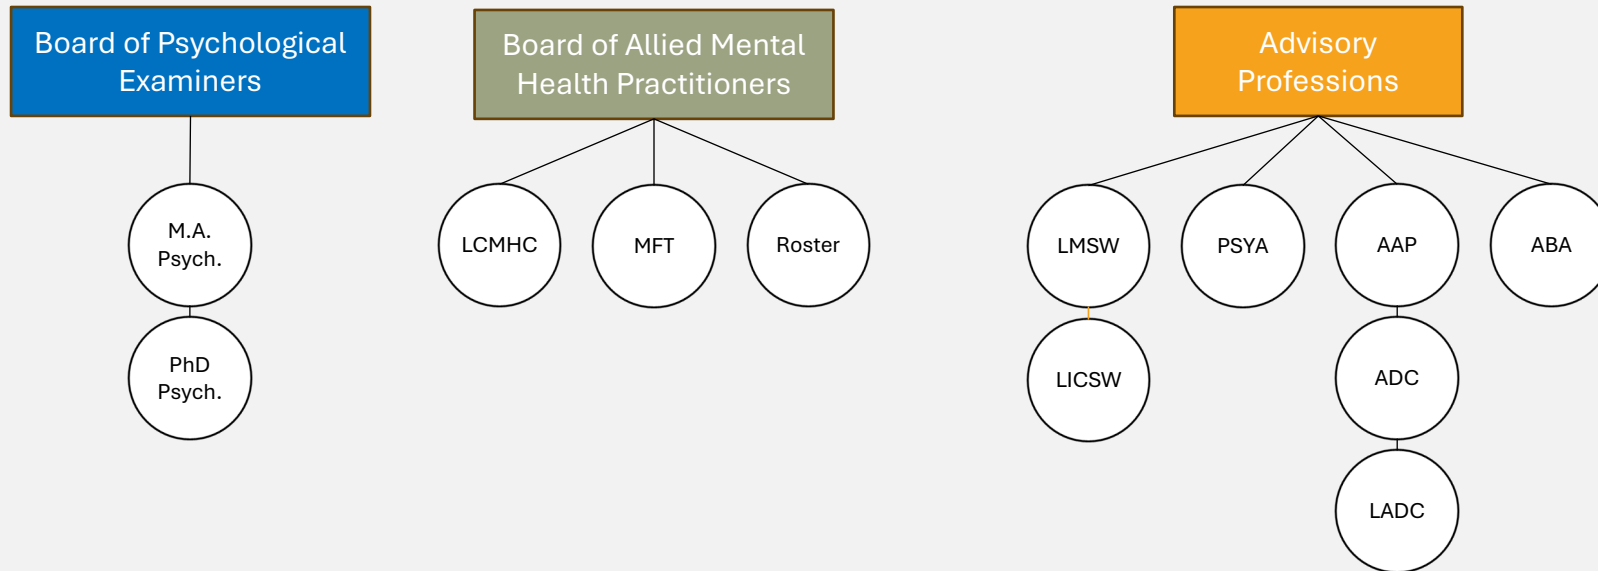 Board of Psychological
Examiners
Board of Allied Mental
Health Practitioners
Advisory
Professions
M.A.
Psych.
LCMHC
MFT
Roster
LMSW
PSYA
AAP
ABA
PhD
Psych.
LICSW
ADC
LADC